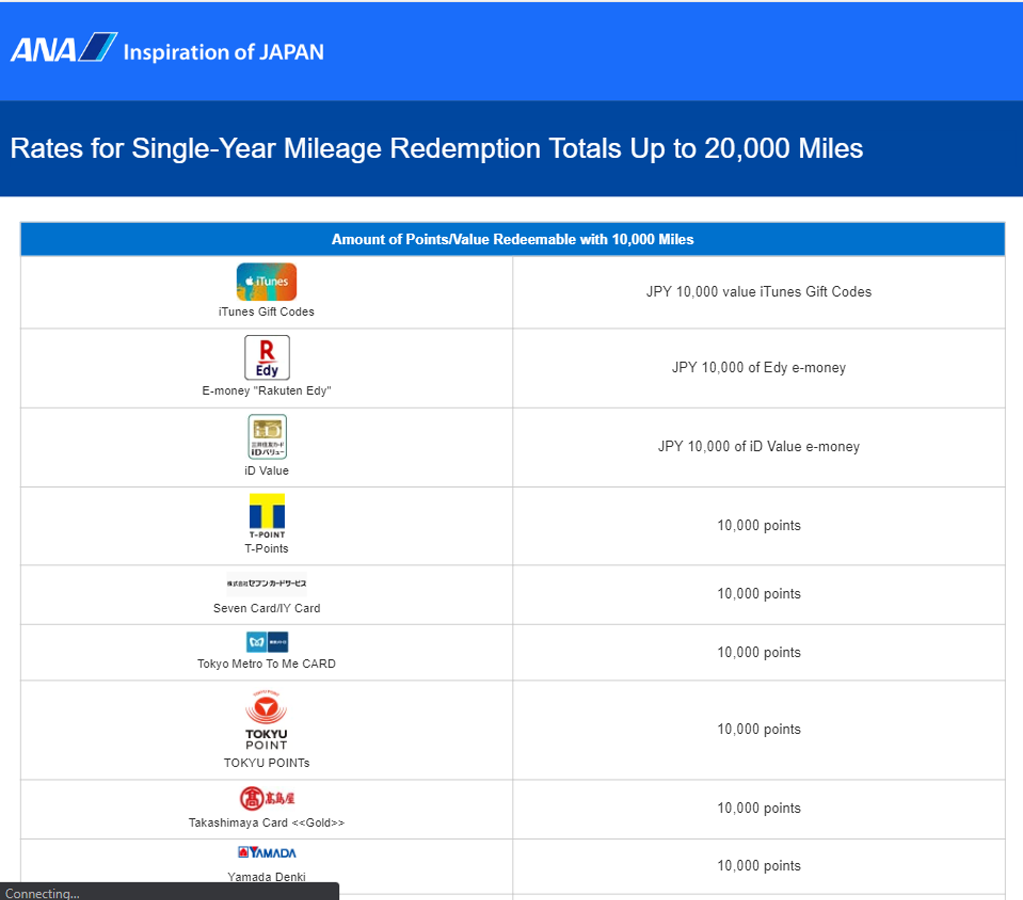 ANA Inspiration of JAPAN
Rates for Single-Year Mileage Redemption Totals Up to 20,000 Miles
Amount of Points/Value Redeemable with 10,000 Miles
iTunes
iTunes Gift Codes
JPY 10,000 value iTunes Gift Codes
R
Edy
E-money "Rakuten Edy"
JPY 10,000 of Edy e-money
iD
三井住友カード
iDバリュー
iD Value
JPY 10,000 of iD Value e-money
T-POINT
T-Points
10,000 points
株式会社セブンカードサービス
Seven Card/IY Card
10,000 points
Tokyo Metro To Me CARD
10,000 points
TOKYU POINT
TOKYU
POINT
TOKYU POINTs
10,000 points
髙 髙島屋
Takashimaya Card <<Gold>>
10,000 points
YAMADA
Yamada Denki
10,000 points
Connecting...